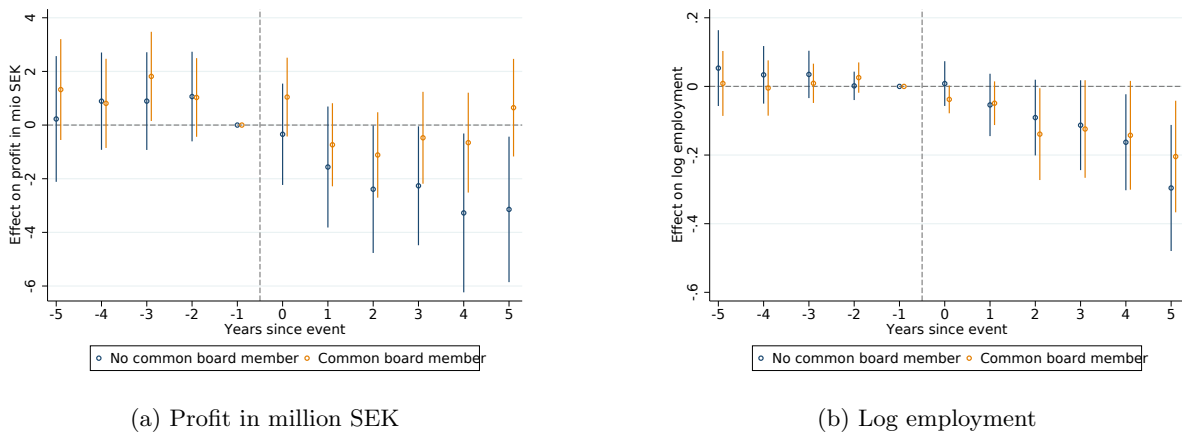 4
2
0
-2
-4
-6
Effect on profit in mio SEK
-5 -4 -3 -2 -1 0 1 2 3 4 5
Years since event
No common board member Common board member
(a) Profit in million SEK
.2
0
-.2
-.4
-.6
Effect on log employment
-5 -4 -3 -2 -1 0 1 2 3 4 5
Years since event
No common board member Common board member
(b) Log employment